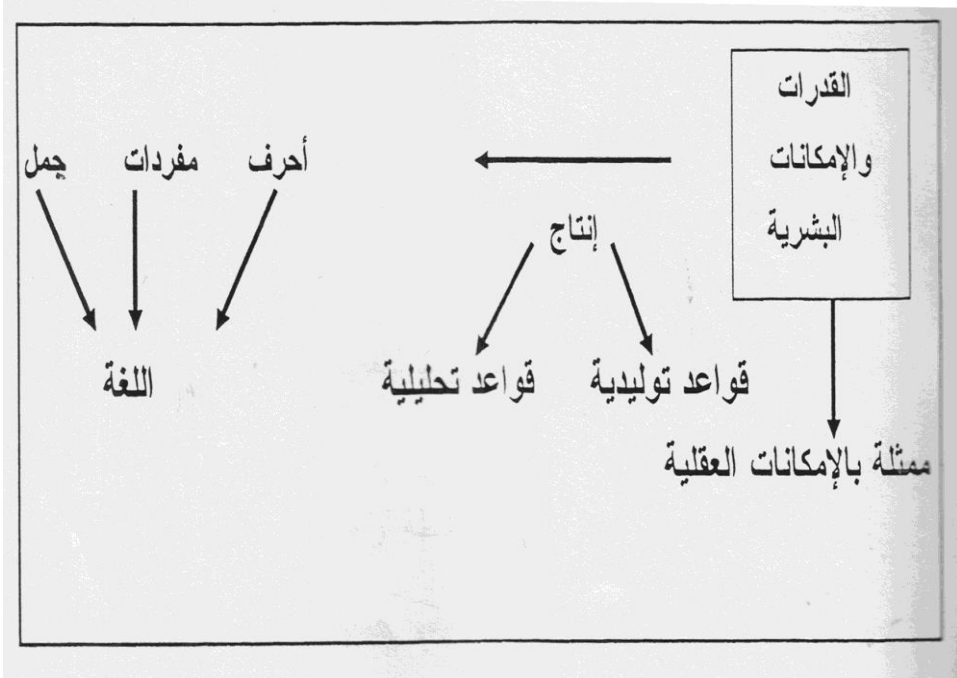 القدرات
والإمكانات
البشرية
أحرف مفردات جمل
إنتاج
قواعد توليدية قواعد تحليلية اللغة
ممثلة بالإمكانات العقلية